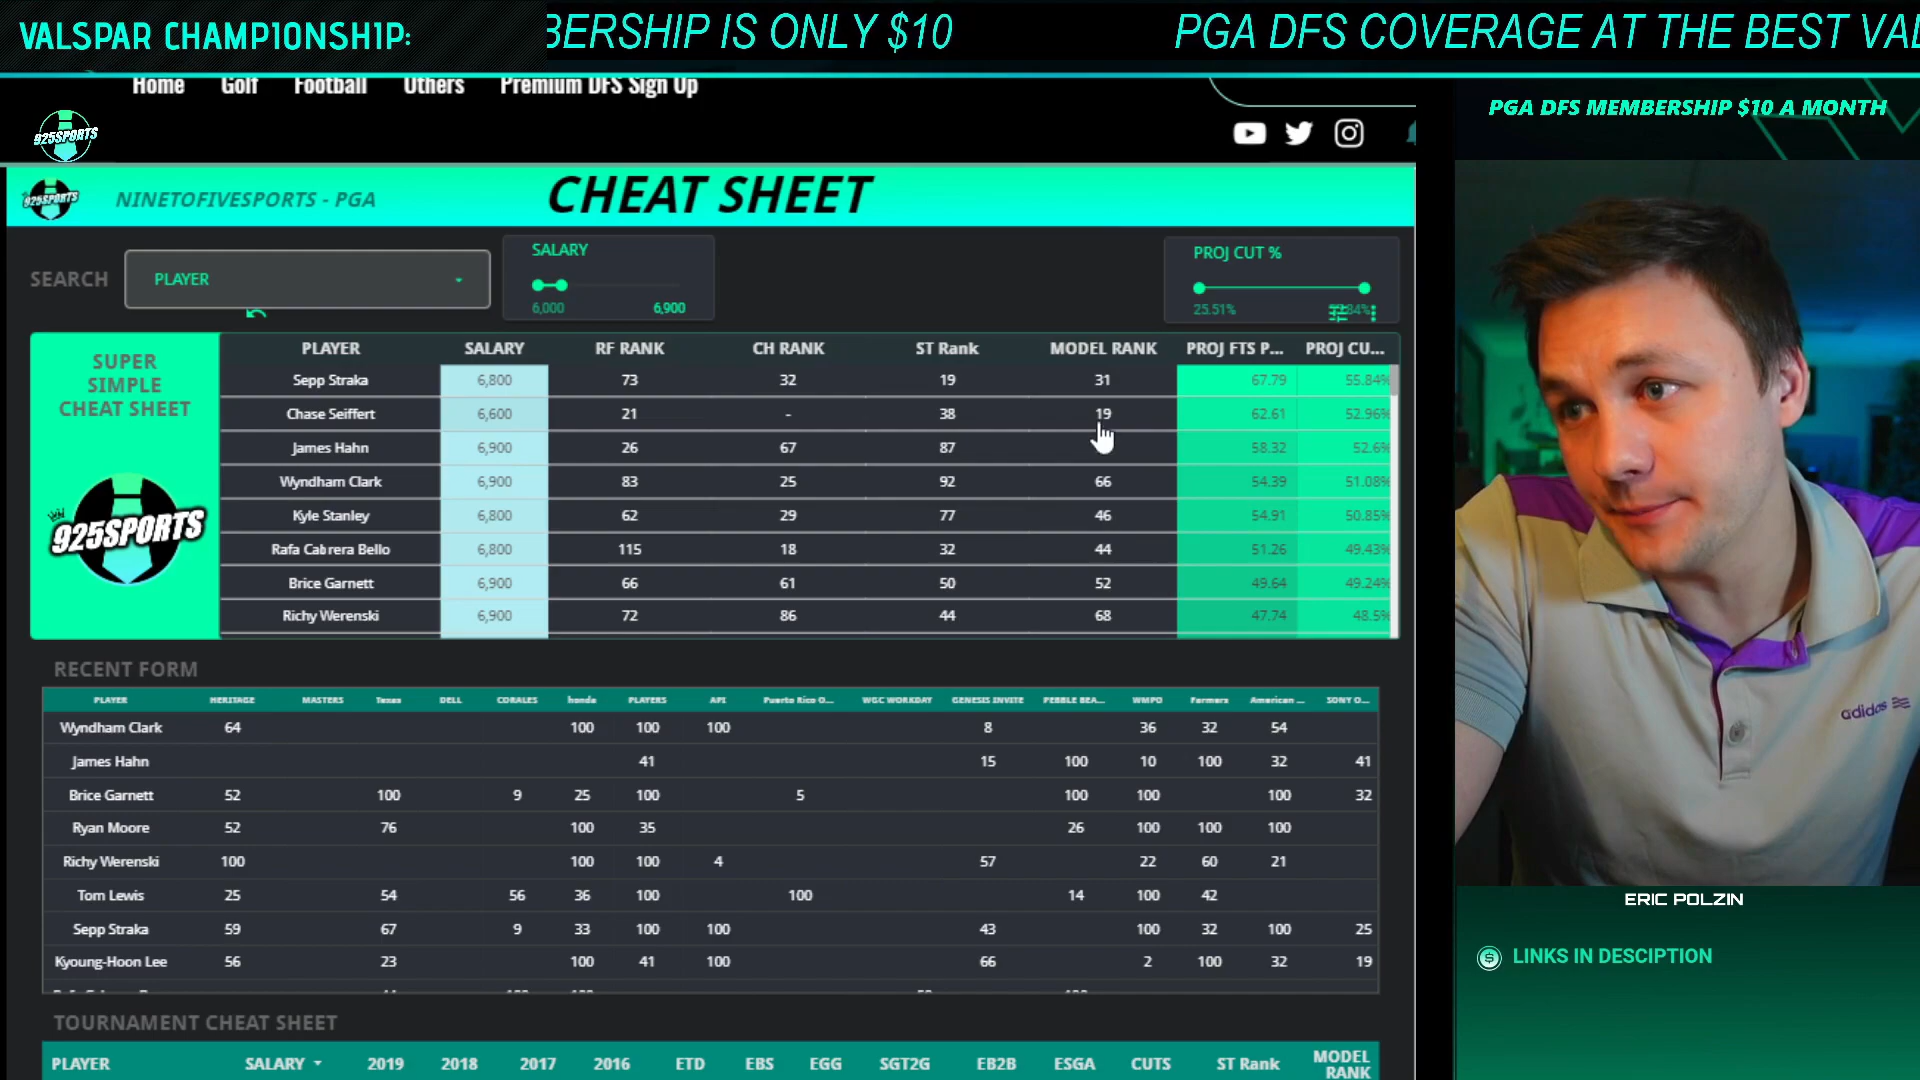 VALSPAR CHAMPIONSHIP: BERSHIP IS ONLY $10 PGA DFS COVERAGE AT THE BEST VAL
Home Golf Football Others Premium DFS Sign Up
PGA DFS MEMBERSHIP $10 A MONTH
925SPORTS
925SPORTS NINETOFIVESPORTS - PGA CHEAT SHEET
SEARCH PLAYER
SALARY
6,000 6,900
PROJ CUT %
25.51%
SUPER
SIMPLE
CHEAT SHEET
925SPORTS
PLAYER SALARY RF RANK CH RANK ST Rank MODEL RANK PROJ FTS P... PROJ CU...
Sepp Straka 6,800 73 32 19 31 67.79 55.84%
Chase Seiffert 6,600 21 - 38 19 62.61 52.96%
James Hahn 6,900 26 67 87 58.32 52.6%
Wyndham Clark 6,900 83 25 92 66 54.39 51.08%
Kyle Stanley 6,800 62 29 77 46 54.91 50.85%
Rafa Cabrera Bello 6,800 115 18 32 44 51.26 49.43%
Brice Garnett 6,900 66 61 50 52 49.64 49.24%
Richy Werenski 6,900 72 86 44 68 47.74 48.5%
RECENT FORM
PLAYER HERITAGE MASTERS Texas DELL CORALES honda PLAYERS API Puerto Rico O... WGC WORKDAY GENESIS INVITE PEBBLE BEA... WMPO Farmers American ... SONY O...
Wyndham Clark 64 100 100 100 8 36 32 54
James Hahn 41 15 100 10 100 32 41
Brice Garnett 52 100 9 25 100 5 100 100 100 32
Ryan Moore 52 76 100 35 26 100 100 100
Richy Werenski 100 100 100 4 57 22 60 21
Tom Lewis 25 54 56 36 100 100 14 100 42
Sepp Straka 59 67 9 33 100 100 43 100 32 100 25
Kyoung-Hoon Lee 56 23 100 41 100 66 2 100 32 19
TOURNAMENT CHEAT SHEET
PLAYER SALARY 2019 2018 2017 2016 ETD EBS EGG SGT2G EB2B ESGA CUTS ST Rank MODEL
RANK
adidas
ERIC POLZIN
LINKS IN DESCIPTION